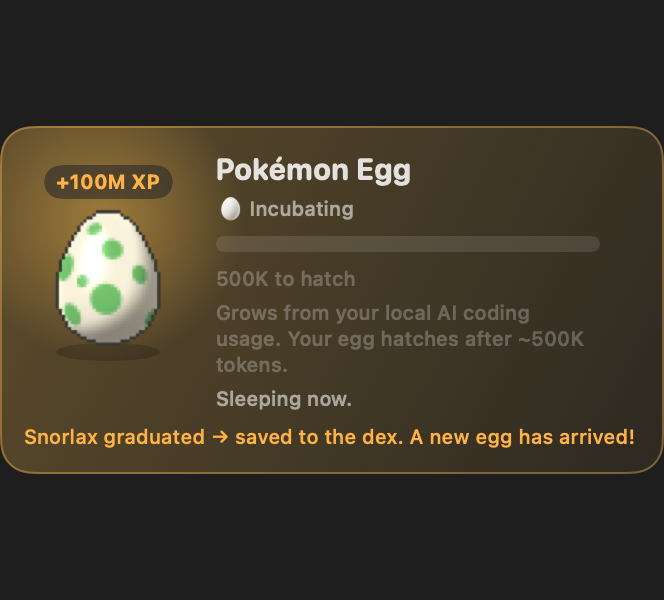 +100M XP
Pokémon Egg
Incubating
500K to hatch
Grows from your local AI coding
usage. Your egg hatches after ~500K
tokens.
Sleeping now.
Snorlax graduated → saved to the dex. A new egg has arrived!